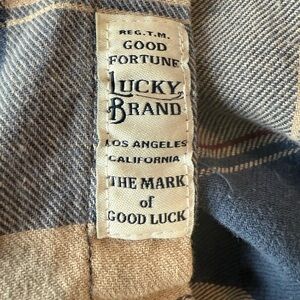 REG.T.M.
GOOD
FORTUNE
LUCKY
BRAND
LOS ANGELES
CALIFORNIA
THE MARK
of
GOOD LUCK